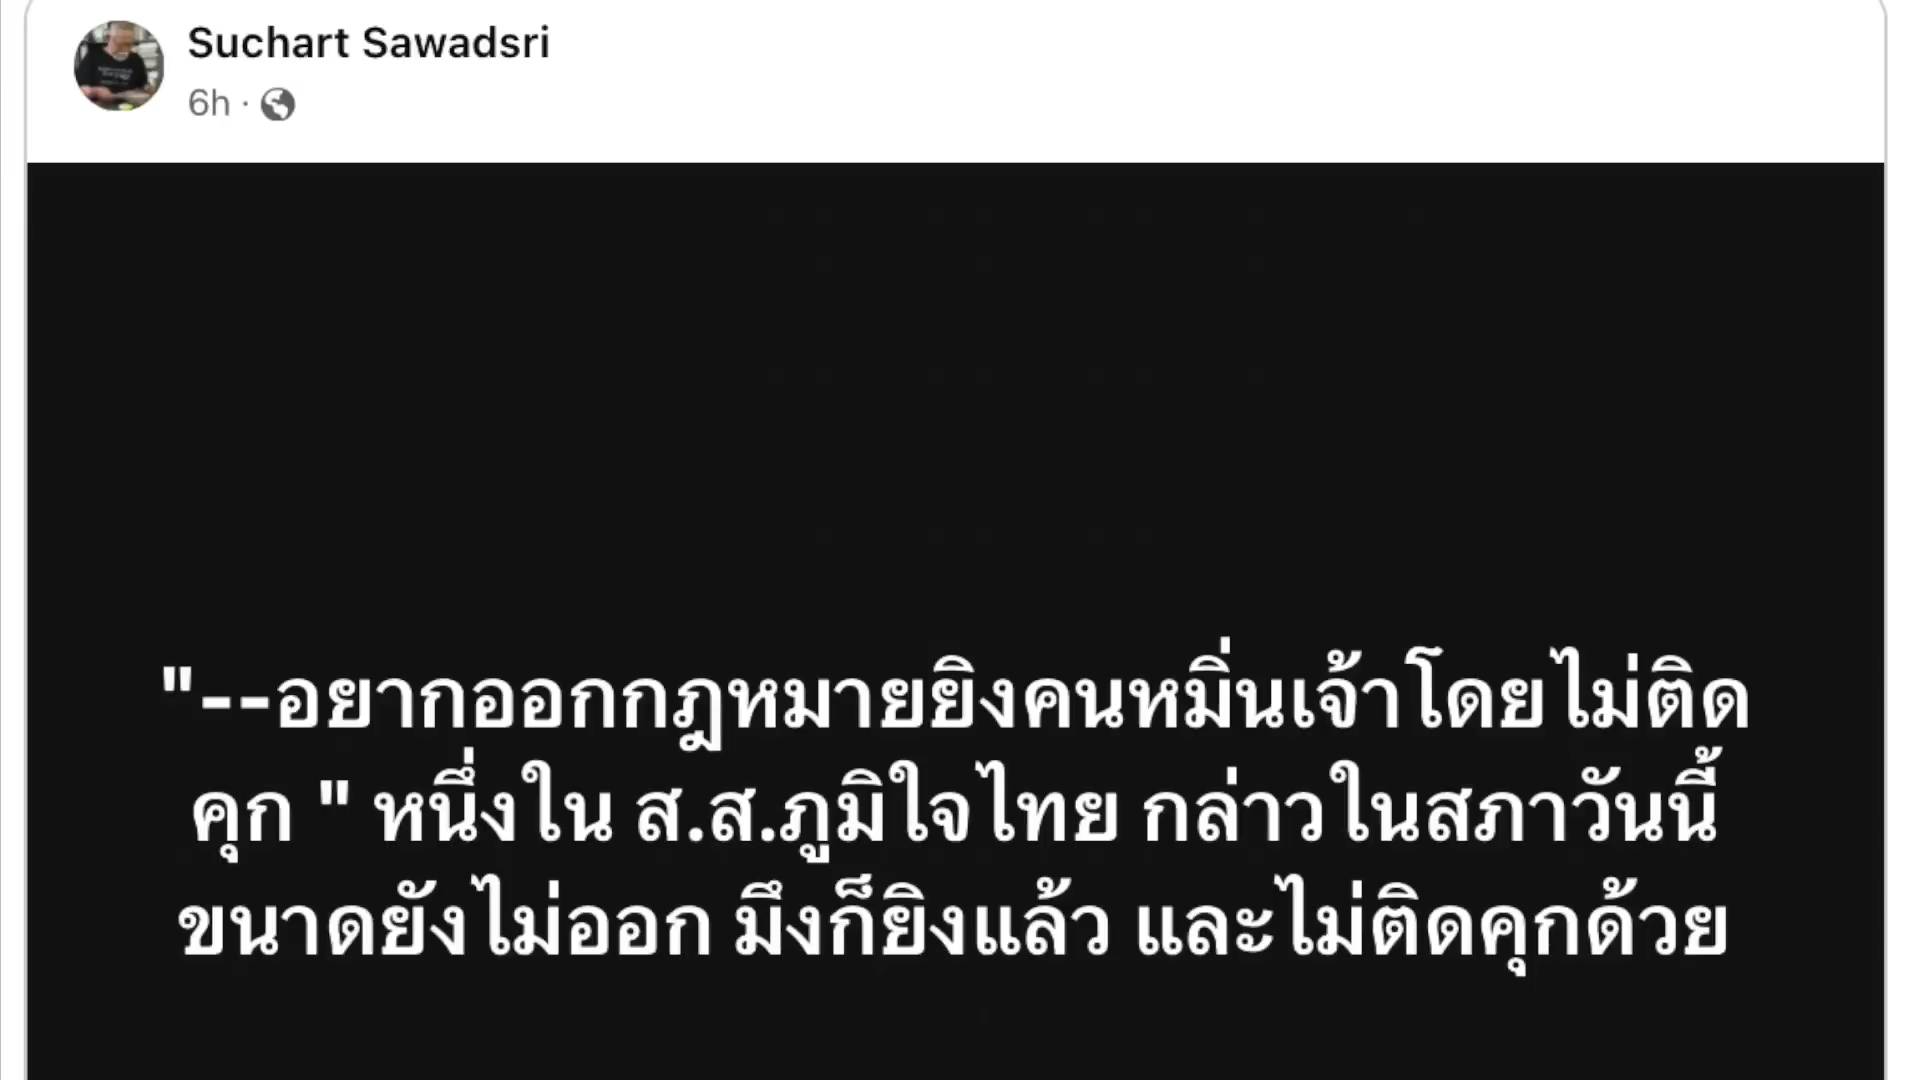 Suchart Sawadsri
6h ·
"--อยากออกกฎหมายยิงคนหมิ่นเจ้าโดยไม่ติด
คุก " หนึ่งใน ส.ส.ภูมิใจไทย กล่าวในสภาวันนี้
ขนาดยังไม่ออก มึงก็ยิงแล้ว และไม่ติดคุกด้วย